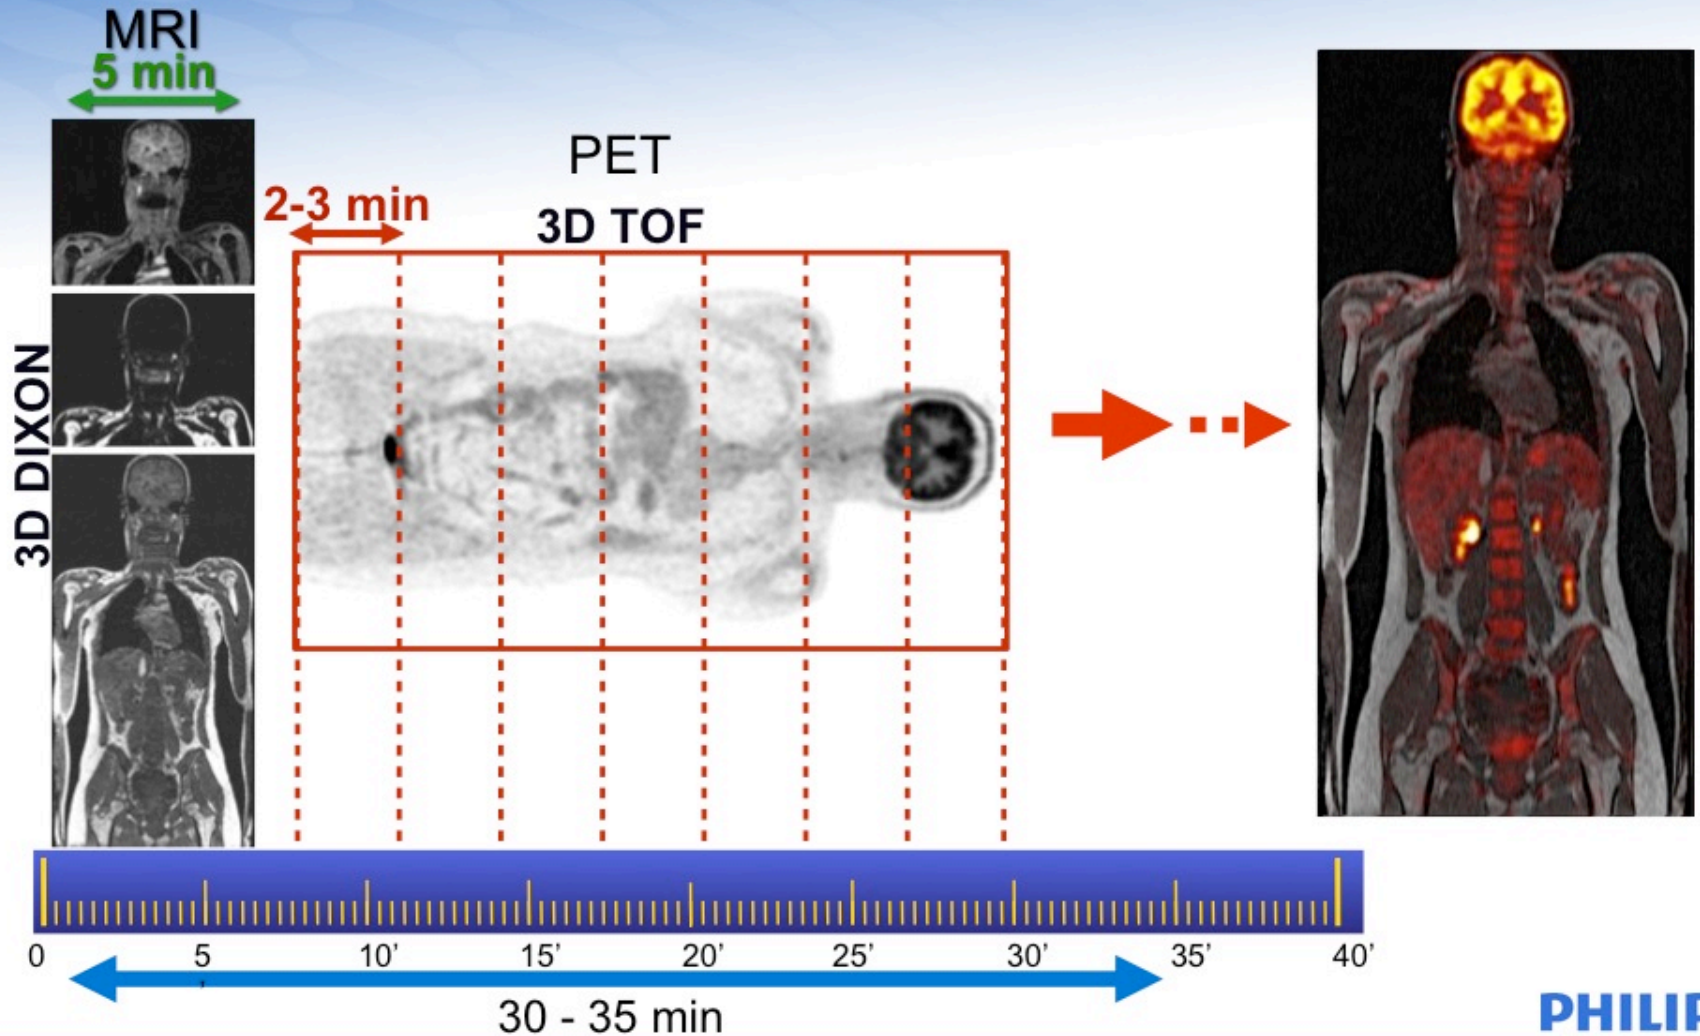 MRI
5 min
PET
2-3 min
3D TOF
3D DIXON
0 5 10’ 15’ 20’ 25’ 30’ 35’ 40’
,
30 - 35 min